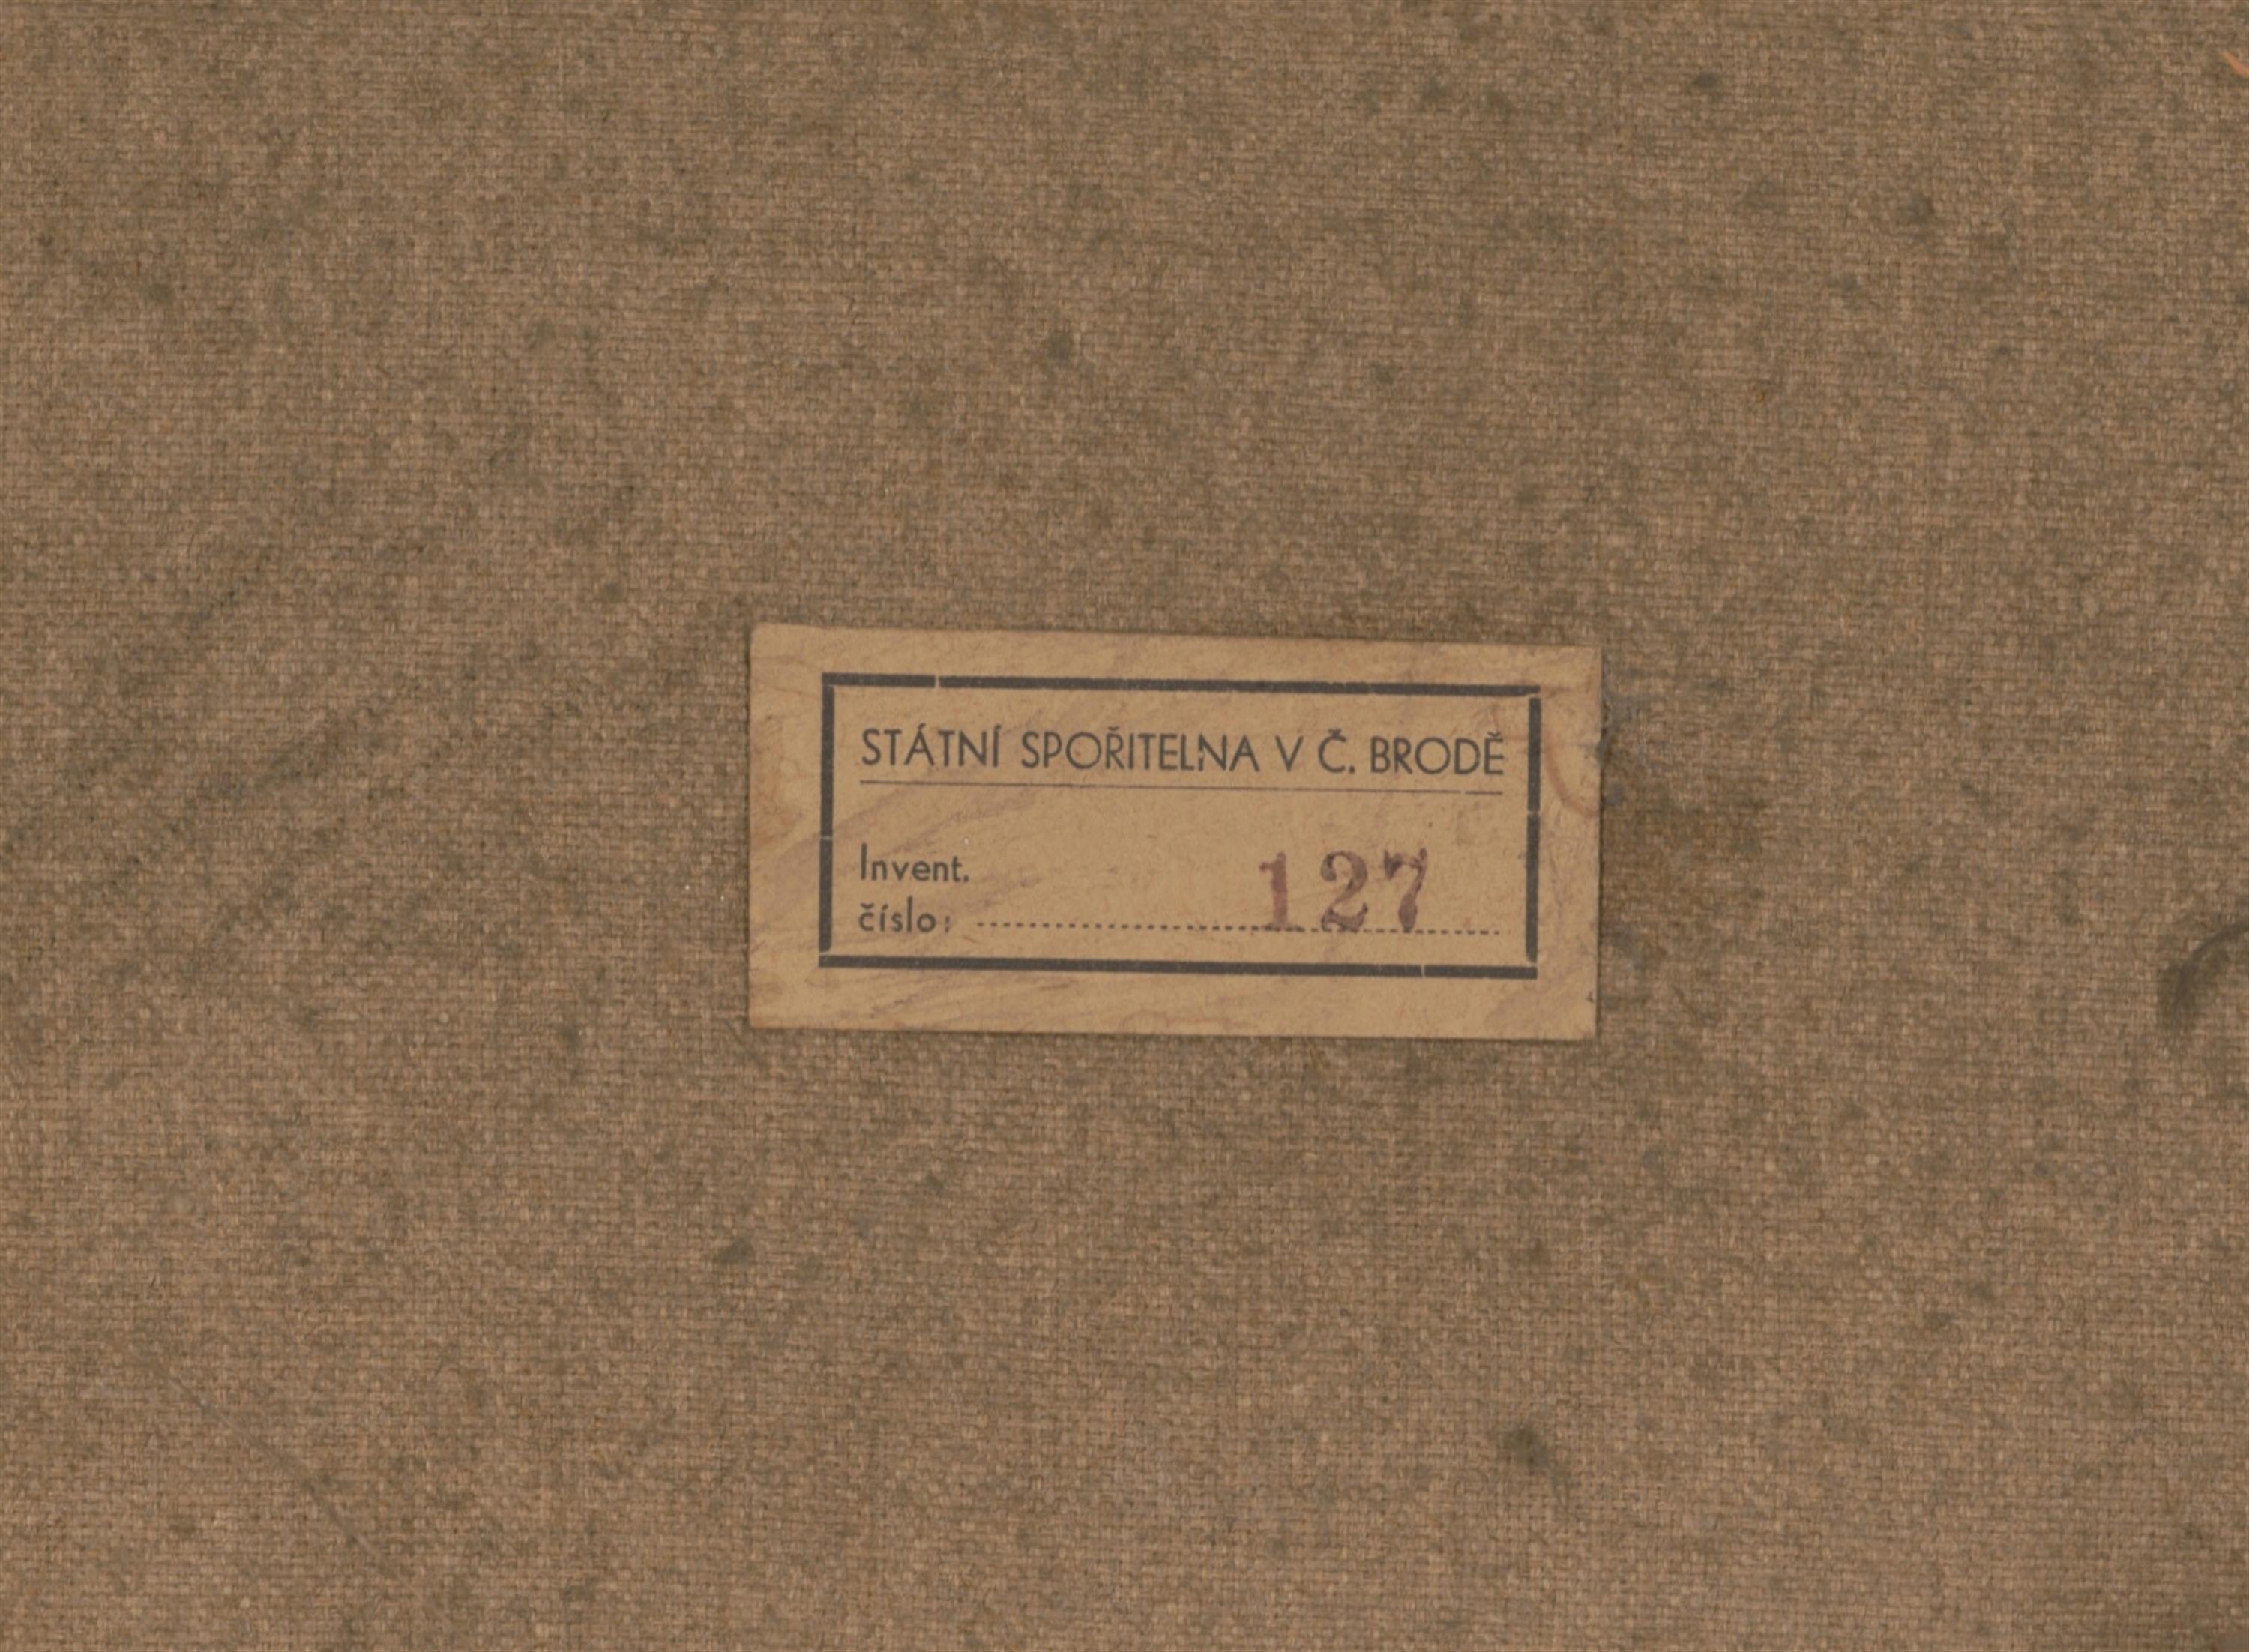 STÁTNÍ SPOŘITELNA V Č. BRODĚ
Invent.
číslo: 127